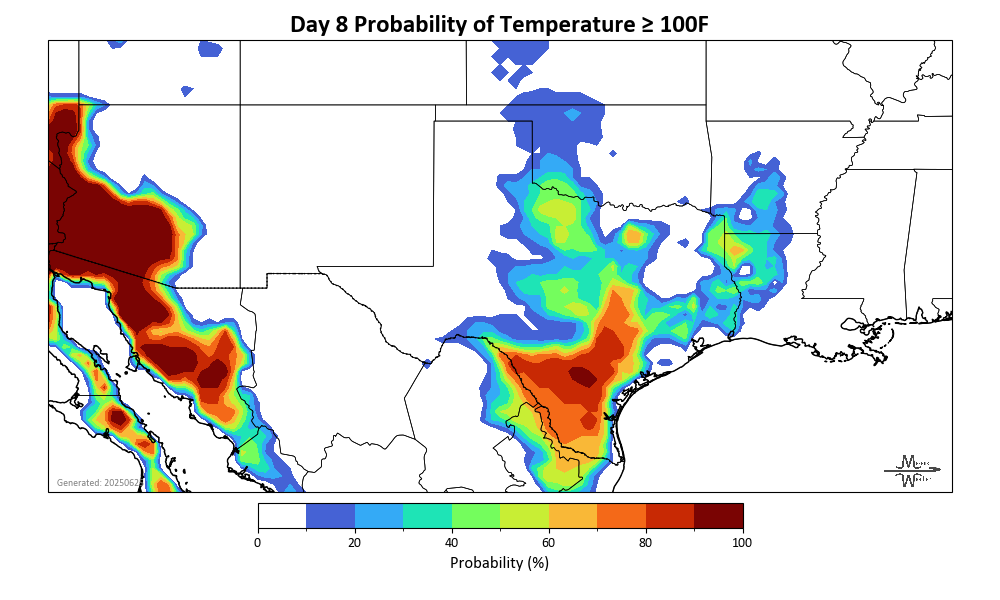 Day 8 Probability of Temperature ≥ 100F
Generated: 2025062
0 20 40 60 80 100
Probability (%)